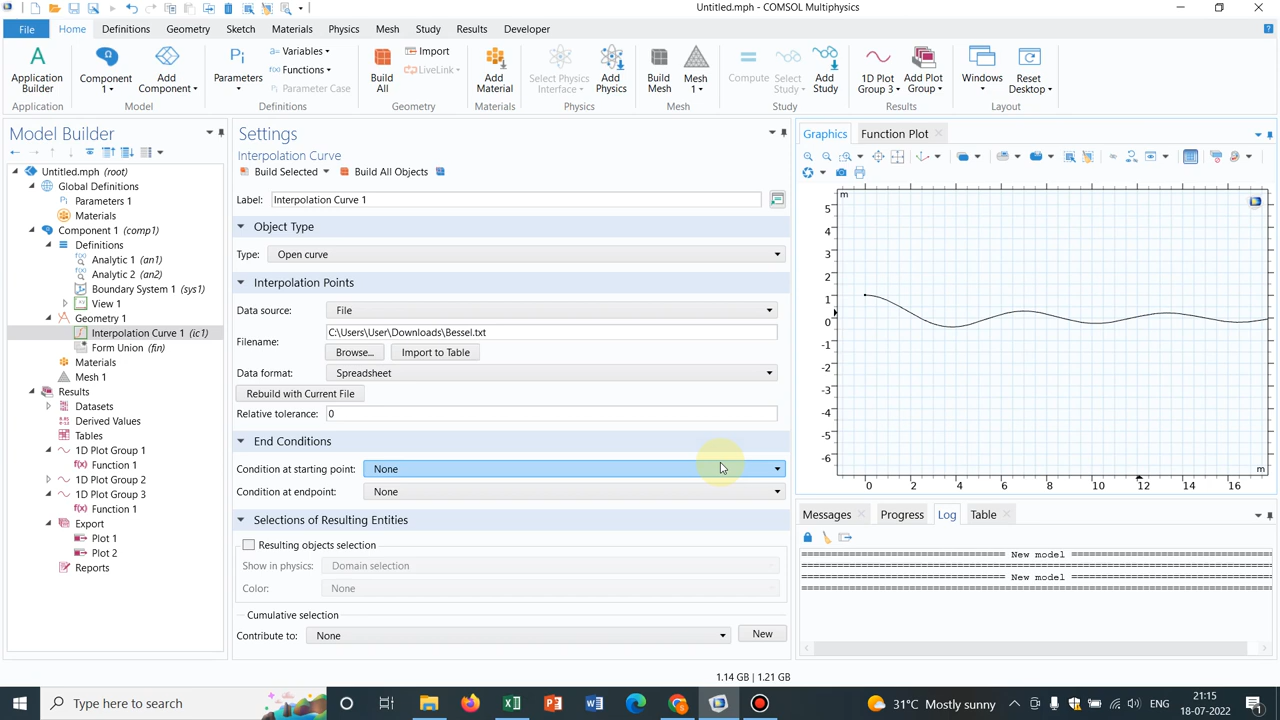 Untitled.mph - COMSOL Multiphysics
File Home Definitions Geometry Sketch Materials Physics Mesh Study Results Developer
Application Builder
Component 1
Add Component
Parameters
Variables
Functions
Parameter Case
Build All
Import
LiveLink
Add Material
Select Physics Interface
Add Physics
Build Mesh
Mesh 1
Compute
Select Study
Add Study
1D Plot Group 3
Add Plot Group
Windows
Reset Desktop
Application Model Definitions Geometry Materials Physics Mesh Study Results Layout
Model Builder
Untitled.mph (root)
Global Definitions
Parameters 1
Materials
Component 1 (comp1)
Definitions
Analytic 1 (an1)
Analytic 2 (an2)
Boundary System 1 (sys1)
View 1
Geometry 1
Interpolation Curve 1 (ic1)
Form Union (fin)
Materials
Mesh 1
Results
Datasets
Derived Values
Tables
1D Plot Group 1
Function 1
1D Plot Group 2
1D Plot Group 3
Function 1
Export
Plot 1
Plot 2
Reports
Settings
Interpolation Curve
Build Selected Build All Objects
Label: Interpolation Curve 1
Object Type
Type: Open curve
Interpolation Points
Data source: File
Filename: C:\Users\User\Downloads\Bessel.txt
Browse... Import to Table
Data format: Spreadsheet
Rebuild with Current File
Relative tolerance: 0
End Conditions
Condition at starting point: None
Condition at endpoint: None
Selections of Resulting Entities
Resulting objects selection
Show in physics: Domain selection
Color: None
Cumulative selection
Contribute to: None New
Graphics Function Plot
m
5
4
3
2
1
0
-1
-2
-3
-4
-5
-6
m
0 2 4 6 8 10 12 14 16
Messages Progress Log Table
=================================== New model ===================================
=================================== New model ===================================
1.14 GB | 1.21 GB
Type here to search
31°C Mostly sunny
ENG
21:15
18-07-2022
1